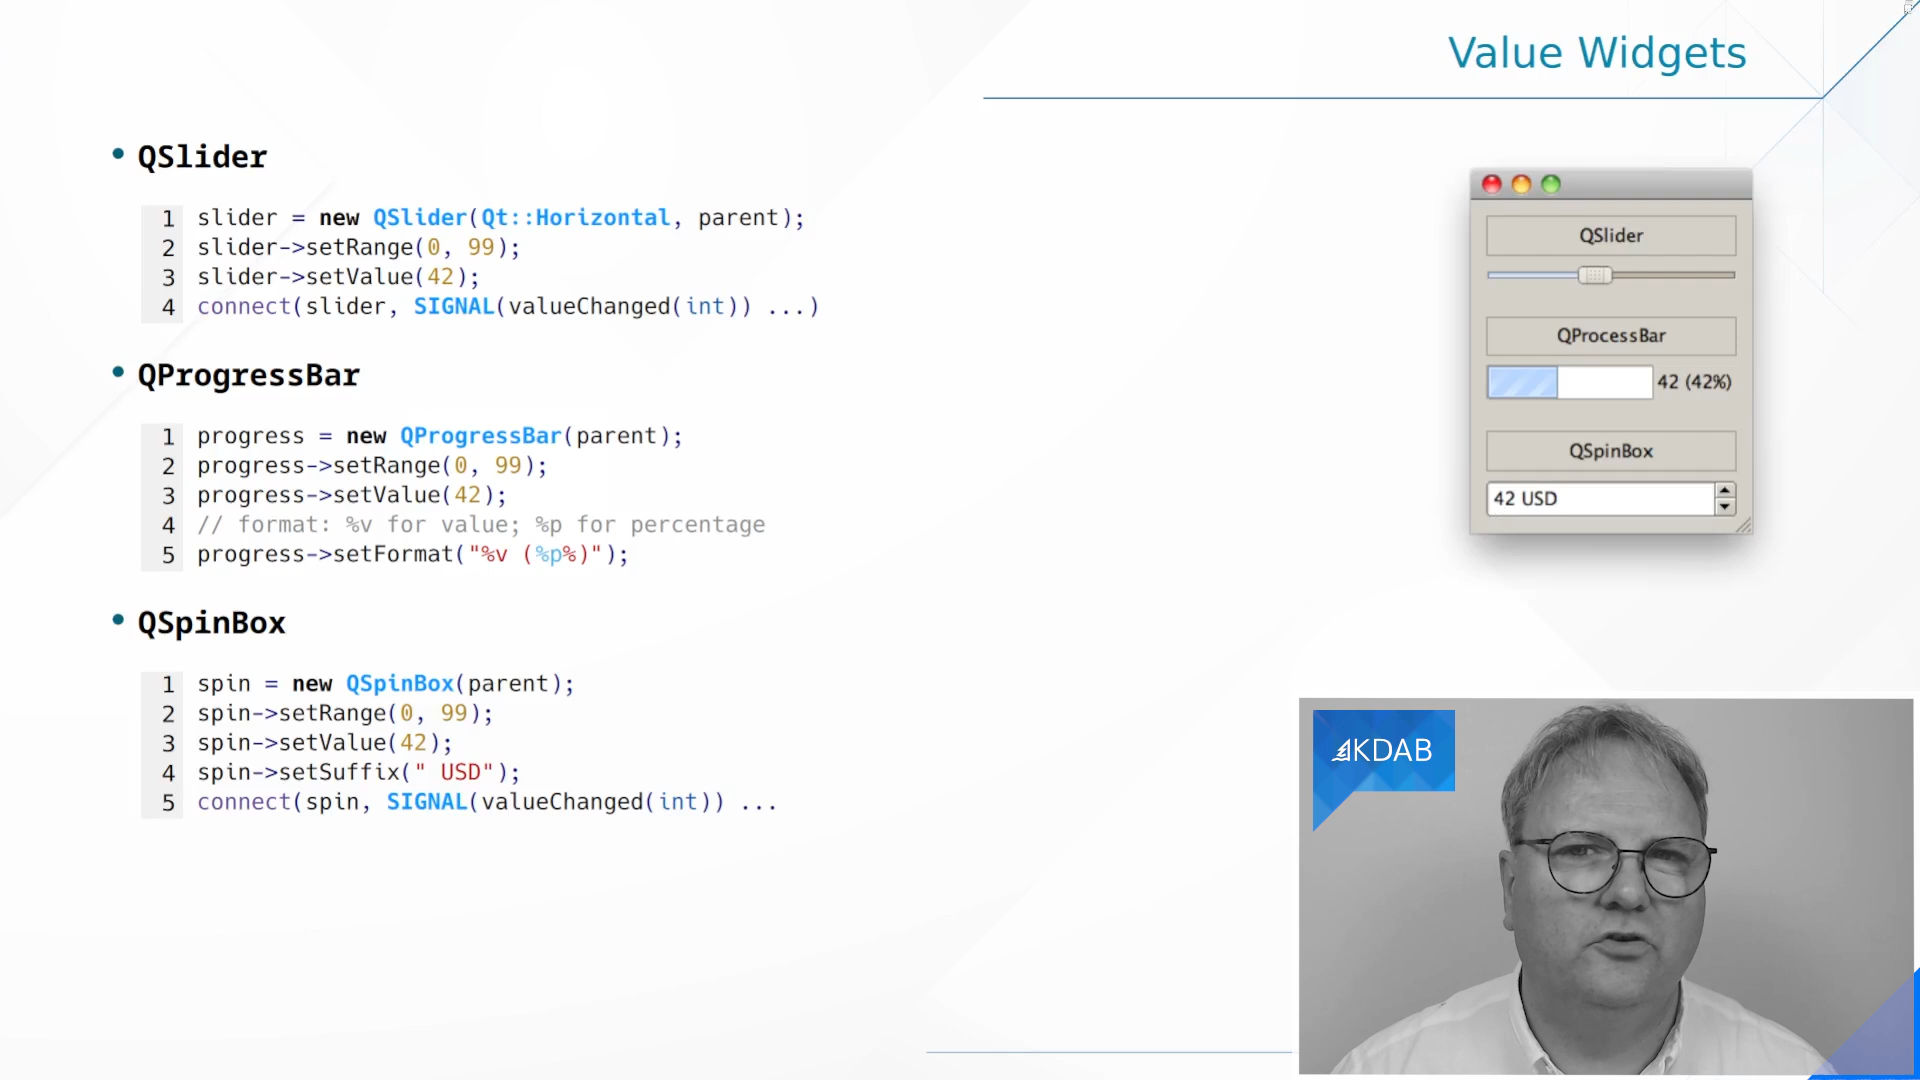 Value Widgets
• QSlider
1 slider = new QSlider(Qt::Horizontal, parent);
2 slider->setRange(0, 99);
3 slider->setValue(42);
4 connect(slider, SIGNAL(valueChanged(int)) ...)
• QProgressBar
1 progress = new QProgressBar(parent);
2 progress->setRange(0, 99);
3 progress->setValue(42);
4 // format: %v for value; %p for percentage
5 progress->setFormat("%v (%p%)");
• QSpinBox
1 spin = new QSpinBox(parent);
2 spin->setRange(0, 99);
3 spin->setValue(42);
4 spin->setSuffix(" USD");
5 connect(spin, SIGNAL(valueChanged(int)) ...
QSlider
QProcessBar
42 (42%)
QSpinBox
42 USD
KDAB